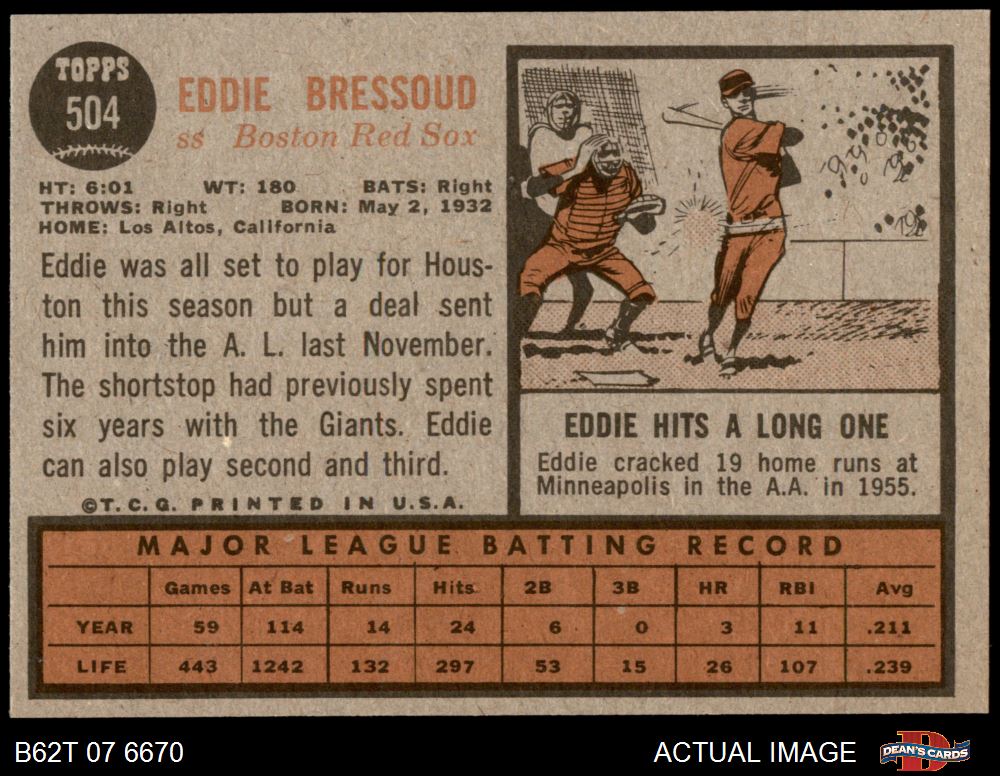 TOPPS
504
EDDIE BRESSOUD
ss Boston Red Sox
HT: 6:01 WT: 180 BATS: Right
THROWS: Right BORN: May 2, 1932
HOME: Los Altos, California
Eddie was all set to play for Hous-
ton this season but a deal sent
him into the A. L. last November.
The shortstop had previously spent
six years with the Giants. Eddie
can also play second and third.
©T.C.G. PRINTED IN U.S.A.
EDDIE HITS A LONG ONE
Eddie cracked 19 home runs at
Minneapolis in the A.A. in 1955.
MAJOR LEAGUE BATTING RECORD
Games At Bat Runs Hits 2B 3B HR RBI Avg
YEAR 59 114 14 24 6 0 3 11 .211
LIFE 443 1242 132 297 53 15 26 107 .239
B62T 07 6670 ACTUAL IMAGE DEAN'S CARDS